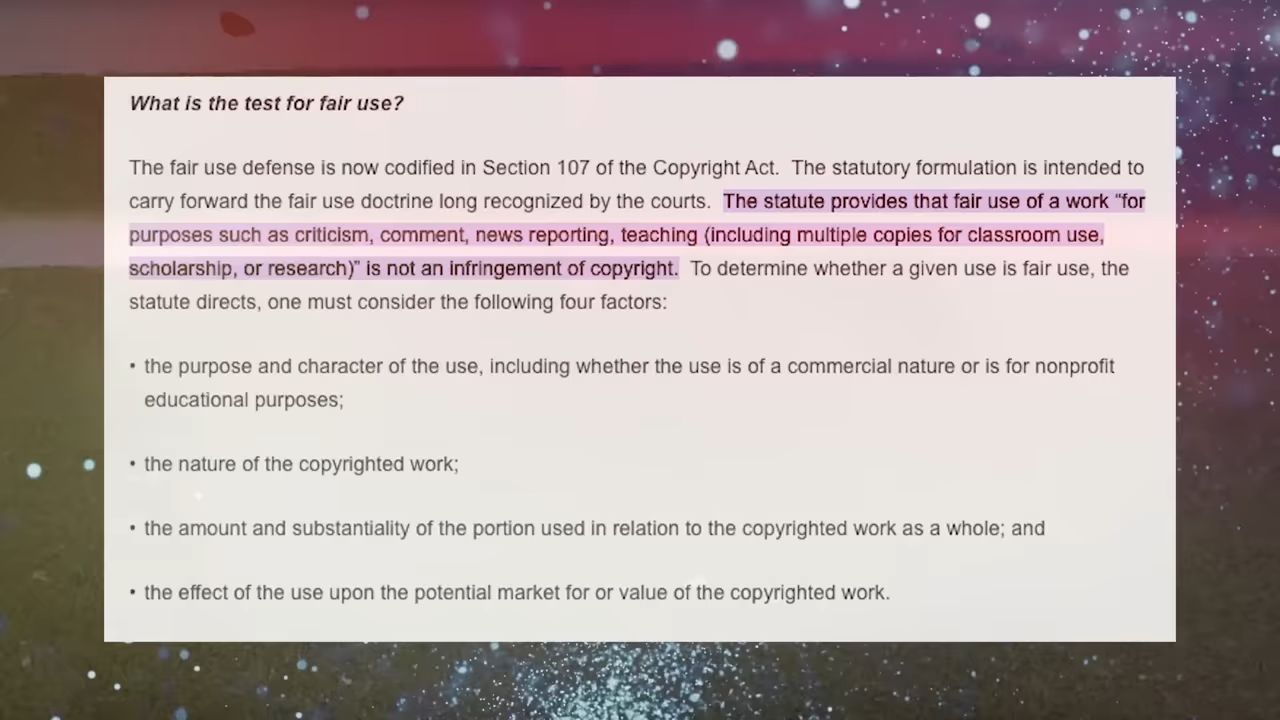 What is the test for fair use?
The fair use defense is now codified in Section 107 of the Copyright Act.  The statutory formulation is intended to
carry forward the fair use doctrine long recognized by the courts.  The statute provides that fair use of a work “for
purposes such as criticism, comment, news reporting, teaching (including multiple copies for classroom use,
scholarship, or research)” is not an infringement of copyright.  To determine whether a given use is fair use, the
statute directs, one must consider the following four factors:
• the purpose and character of the use, including whether the use is of a commercial nature or is for nonprofit
educational purposes;
• the nature of the copyrighted work;
• the amount and substantiality of the portion used in relation to the copyrighted work as a whole; and
• the effect of the use upon the potential market for or value of the copyrighted work.